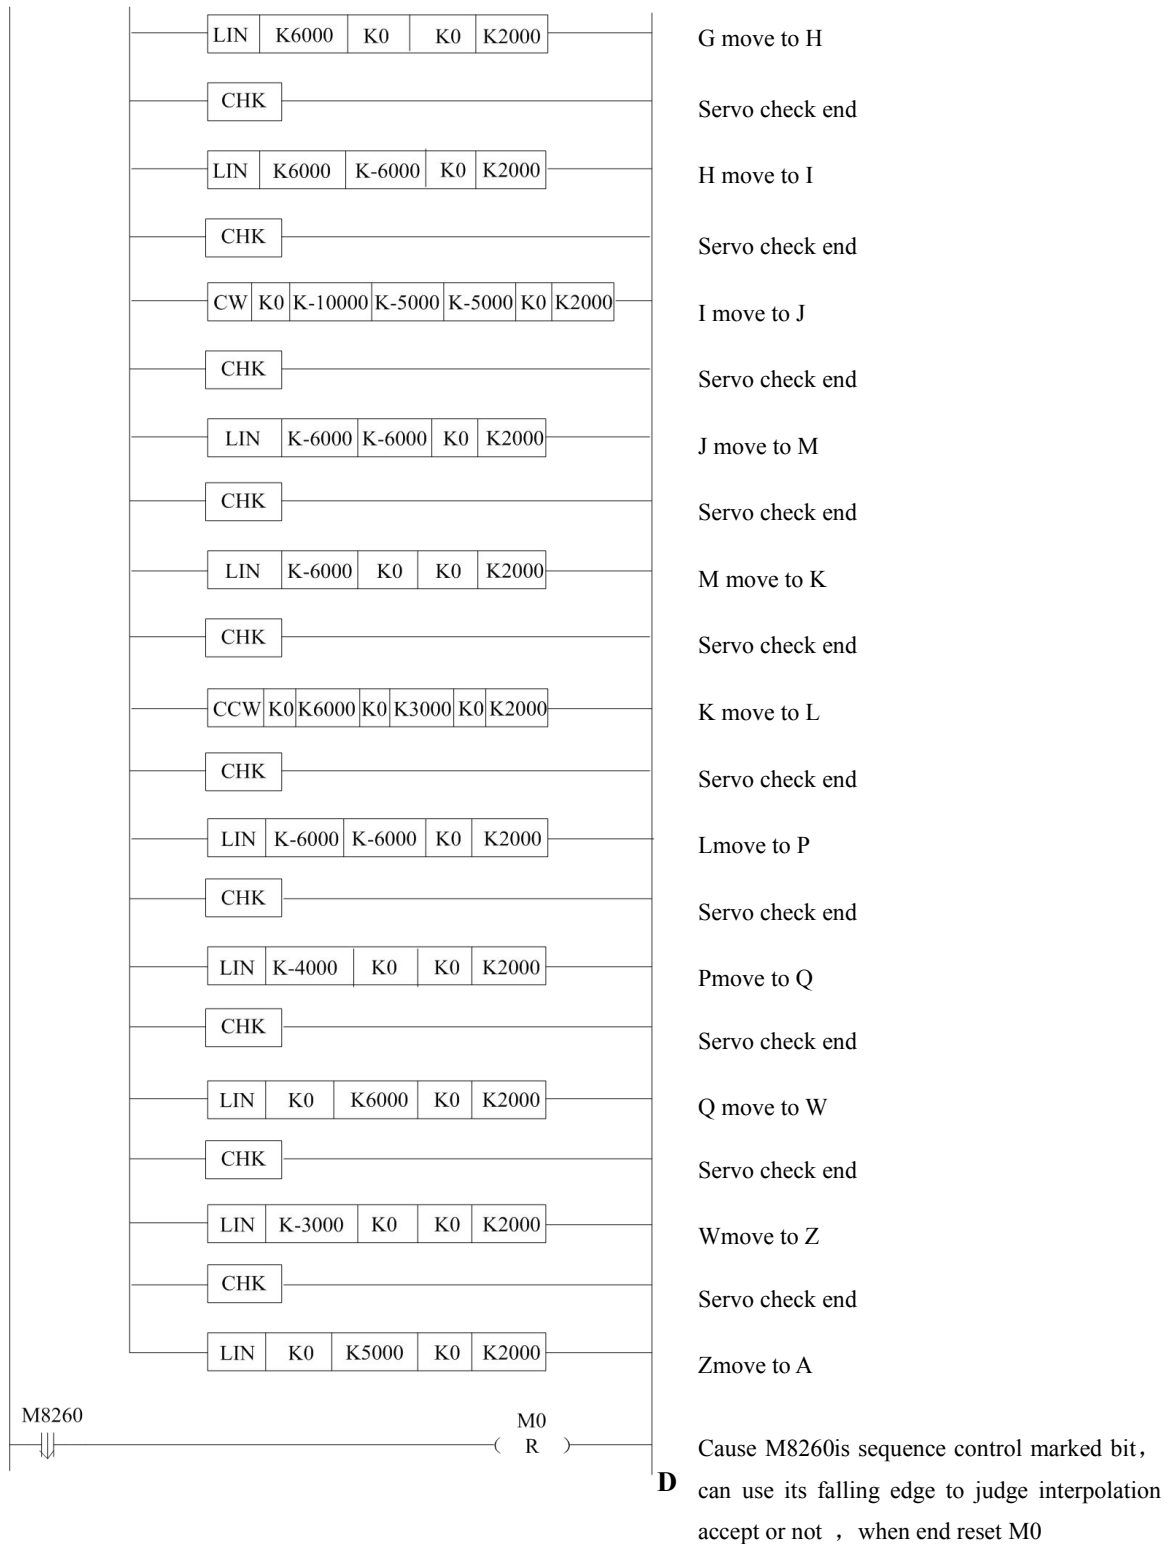 LIN K6000 K0 K0 K2000 G move to H
CHK Servo check end
LIN K6000 K-6000 K0 K2000 H move to I
CHK Servo check end
CW K0 K-10000 K-5000 K-5000 K0 K2000 I move to J
CHK Servo check end
LIN K-6000 K-6000 K0 K2000 J move to M
CHK Servo check end
LIN K-6000 K0 K0 K2000 M move to K
CHK Servo check end
CCW K0 K6000 K0 K3000 K0 K2000 K move to L
CHK Servo check end
LIN K-6000 K-6000 K0 K2000 Lmove to P
CHK Servo check end
LIN K-4000 K0 K0 K2000 Pmove to Q
CHK Servo check end
LIN K0 K6000 K0 K2000 Q move to W
CHK Servo check end
LIN K-3000 K0 K0 K2000 Wmove to Z
CHK Servo check end
LIN K0 K5000 K0 K2000 Zmove to A
M8260 M0
( R ) Cause M8260is sequence control marked bit，
D can use its falling edge to judge interpolation
accept or not ，when end reset M0